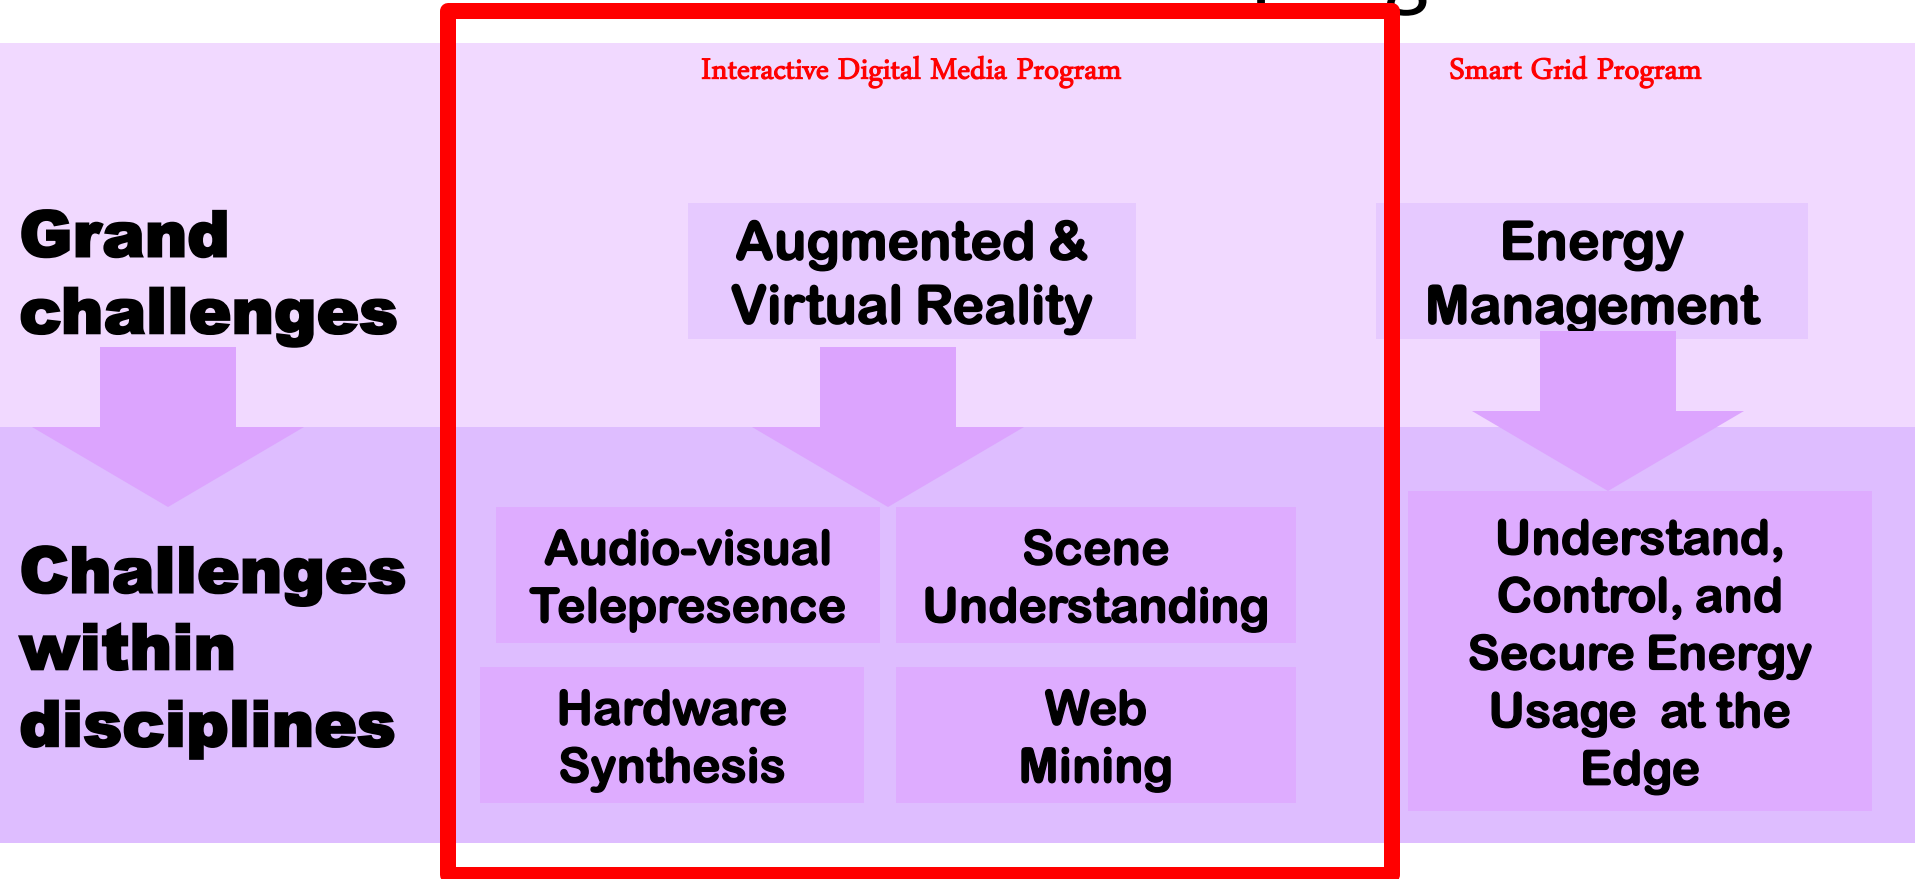 Interactive Digital Media Program
Smart Grid Program
Grand
challenges
Augmented &
Virtual Reality
Energy
Management
Challenges
within
disciplines
Audio-visual
Telepresence
Scene
Understanding
Hardware
Synthesis
Web
Mining
Understand,
Control, and
Secure Energy
Usage at the
Edge